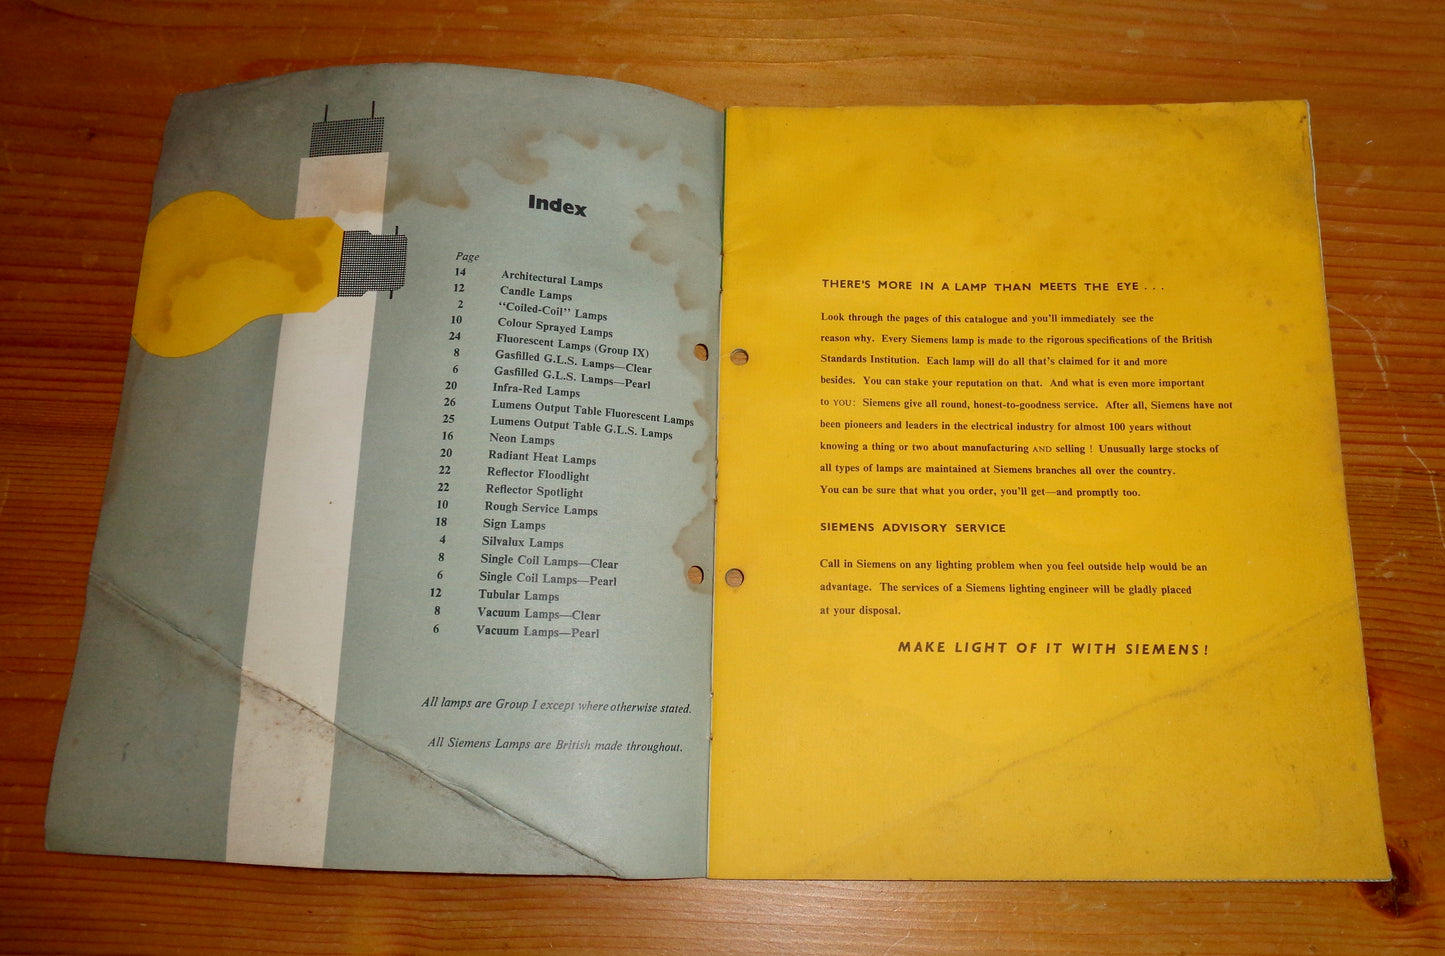 Index
Page
14 Architectural Lamps
12 Candle Lamps
2 “Coiled-Coil” Lamps
10 Colour Sprayed Lamps
24 Fluorescent Lamps (Group IX)
8 Gasfilled G.L.S. Lamps—Clear
6 Gasfilled G.L.S. Lamps—Pearl
20 Infra-Red Lamps
26 Lumens Output Table Fluorescent Lamps
25 Lumens Output Table G.L.S. Lamps
16 Neon Lamps
20 Radiant Heat Lamps
22 Reflector Floodlight
22 Reflector Spotlight
10 Rough Service Lamps
18 Sign Lamps
4 Silvalux Lamps
8 Single Coil Lamps—Clear
6 Single Coil Lamps—Pearl
12 Tubular Lamps
8 Vacuum Lamps—Clear
6 Vacuum Lamps—Pearl
All lamps are Group I except where otherwise stated.
All Siemens Lamps are British made throughout.
THERE'S MORE IN A LAMP THAN MEETS THE EYE . . .
Look through the pages of this catalogue and you'll immediately see the
reason why. Every Siemens lamp is made to the rigorous specifications of the British
Standards Institution. Each lamp will do all that's claimed for it and more
besides. You can stake your reputation on that. And what is even more important
to YOU: Siemens give all round, honest-to-goodness service. After all, Siemens have not
been pioneers and leaders in the electrical industry for almost 100 years without
knowing a thing or two about manufacturing AND selling ! Unusually large stocks of
all types of lamps are maintained at Siemens branches all over the country.
You can be sure that what you order, you'll get—and promptly too.
SIEMENS ADVISORY SERVICE
Call in Siemens on any lighting problem when you feel outside help would be an
advantage. The services of a Siemens lighting engineer will be gladly placed
at your disposal.
MAKE LIGHT OF IT WITH SIEMENS !